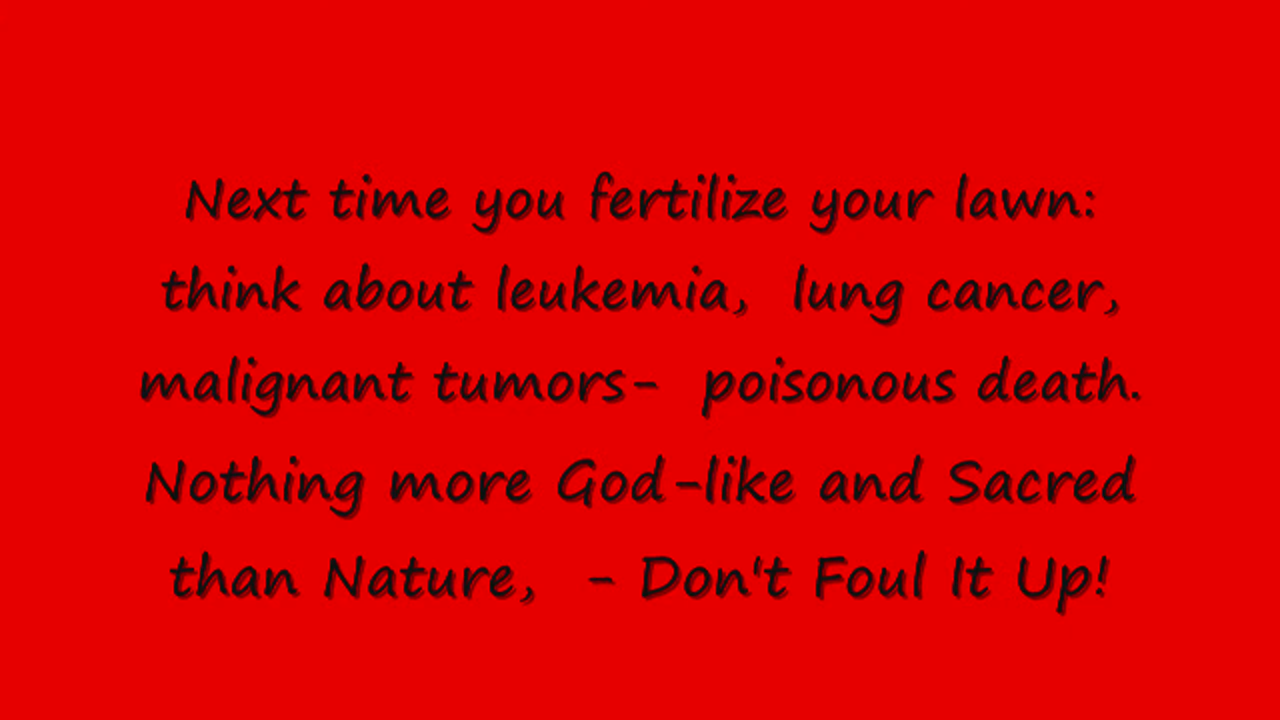 Next time you fertilize your lawn:
think about leukemia,  lung cancer,
malignant tumors-  poisonous death.
Nothing more God-like and Sacred
than Nature,  - Don't Foul It Up!